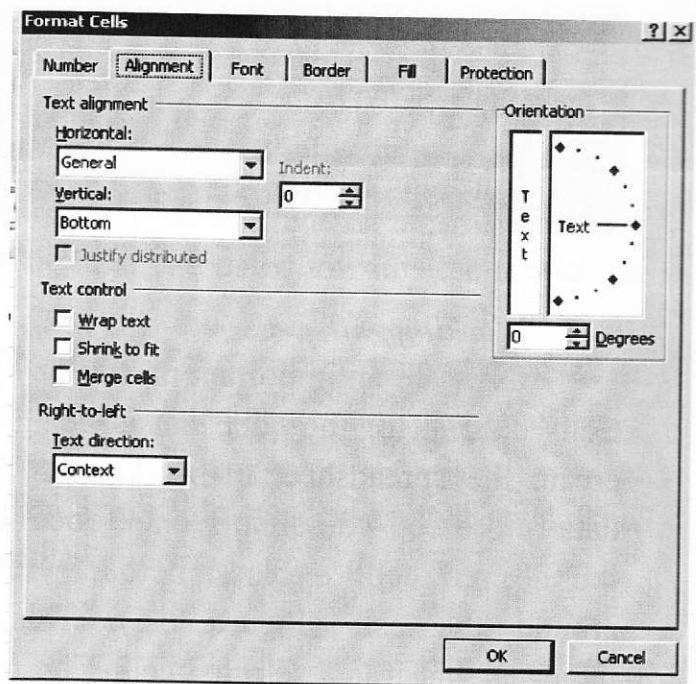 Format Cells
? X
Number Alignment Font Border Fill Protection
Text alignment
Horizontal:
General
Indent:
0
Vertical:
Bottom
Justify distributed
Text control
Wrap text
Shrink to fit
Merge cells
Right-to-left
Text direction:
Context
Orientation
Text
Text
0 Degrees
OK Cancel